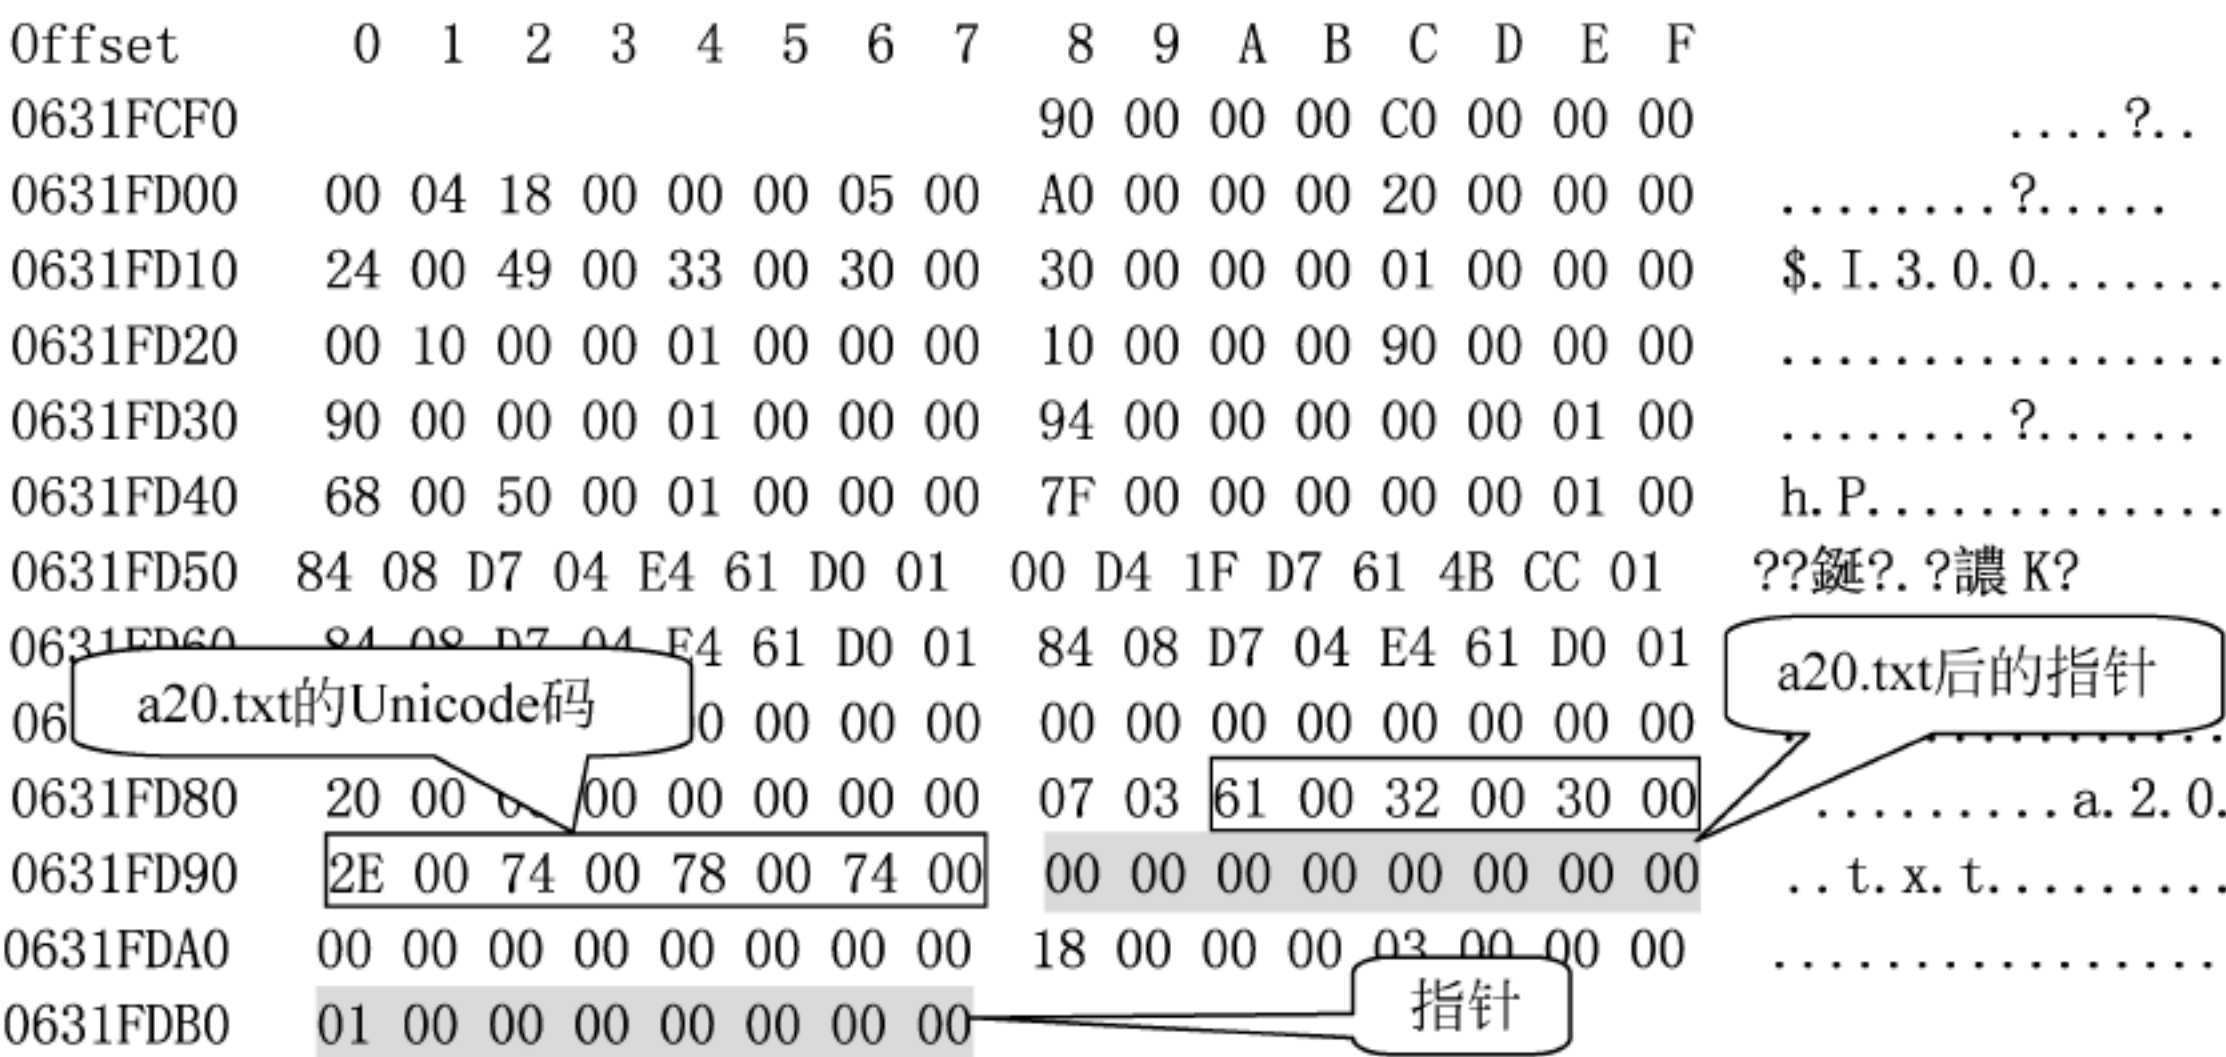 Offset 0 1 2 3 4 5 6 7 8 9 A B C D E F
0631FCF0 90 00 00 00 C0 00 00 00 ....?..
0631FD00 00 04 18 00 00 00 05 00 A0 00 00 00 20 00 00 00 ........?.....
0631FD10 24 00 49 00 33 00 30 00 30 00 00 00 01 00 00 00 $.I.3.0.0.......
0631FD20 00 10 00 00 01 00 00 00 10 00 00 00 90 00 00 00 ................
0631FD30 90 00 00 00 01 00 00 00 94 00 00 00 00 00 01 00 ........?......
0631FD40 68 00 50 00 01 00 00 00 7F 00 00 00 00 00 01 00 h.P.............
0631FD50 84 08 D7 04 E4 61 D0 01 00 D4 1F D7 61 4B CC 01 ??鋋?.?譨 K?
0631FD60 84 08 D7 04 E4 61 D0 01 84 08 D7 04 E4 61 D0 01
a20.txt的Unicode码
a20.txt后的指针
06 0 00 00 00 00 00 00 00 00 00 00 00
0631FD80 20 00 00 00 00 00 00 07 03 61 00 32 00 30 00 .........a.2.0.
0631FD90 2E 00 74 00 78 00 74 00 00 00 00 00 00 00 00 00 ..t.x.t.........
0631FDA0 00 00 00 00 00 00 00 00 18 00 00 00 03 00 00 00 ................
指针
0631FDB0 01 00 00 00 00 00 00 00